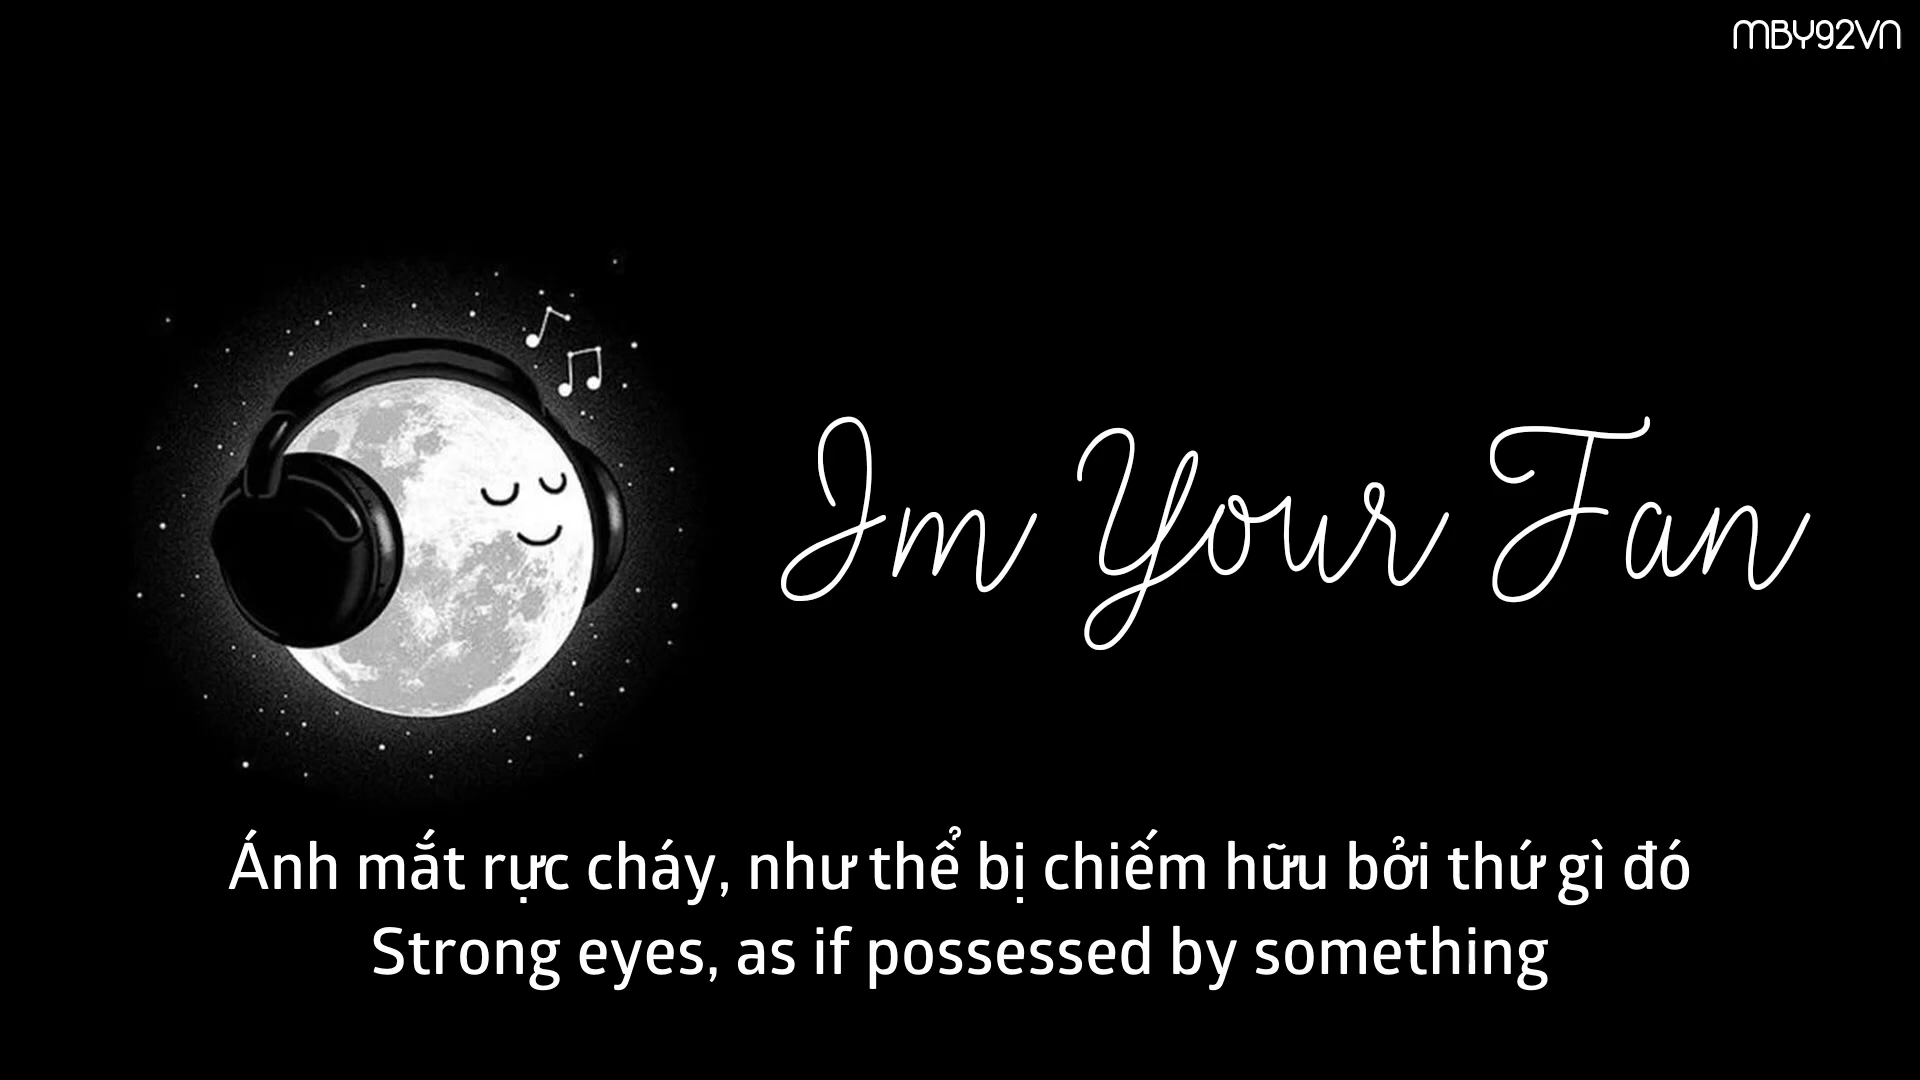 MBY92VN
Im Your Fan
Ánh mắt rực cháy, như thể bị chiếm hữu bởi thứ gì đó
Strong eyes, as if possessed by something